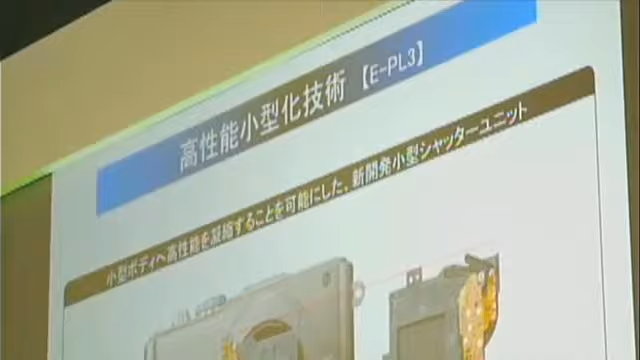 高性能小型化技術 【E-PL3】
小型ボディへ高性能を凝縮することを可能にした、新開発小型シャッターユニット